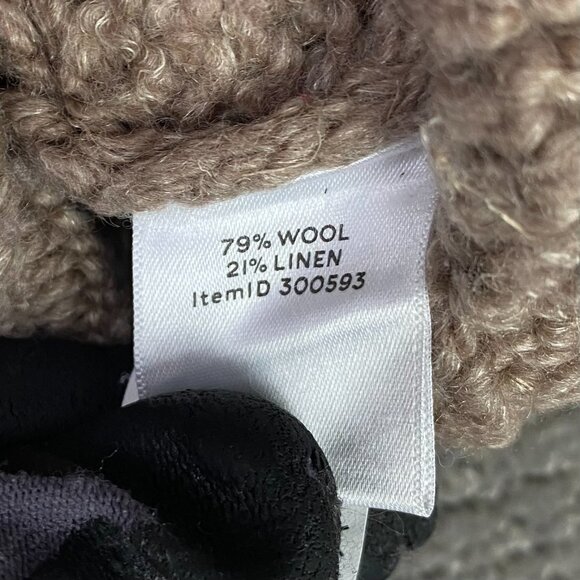 79% WOOL
21% LINEN
ItemID 300593